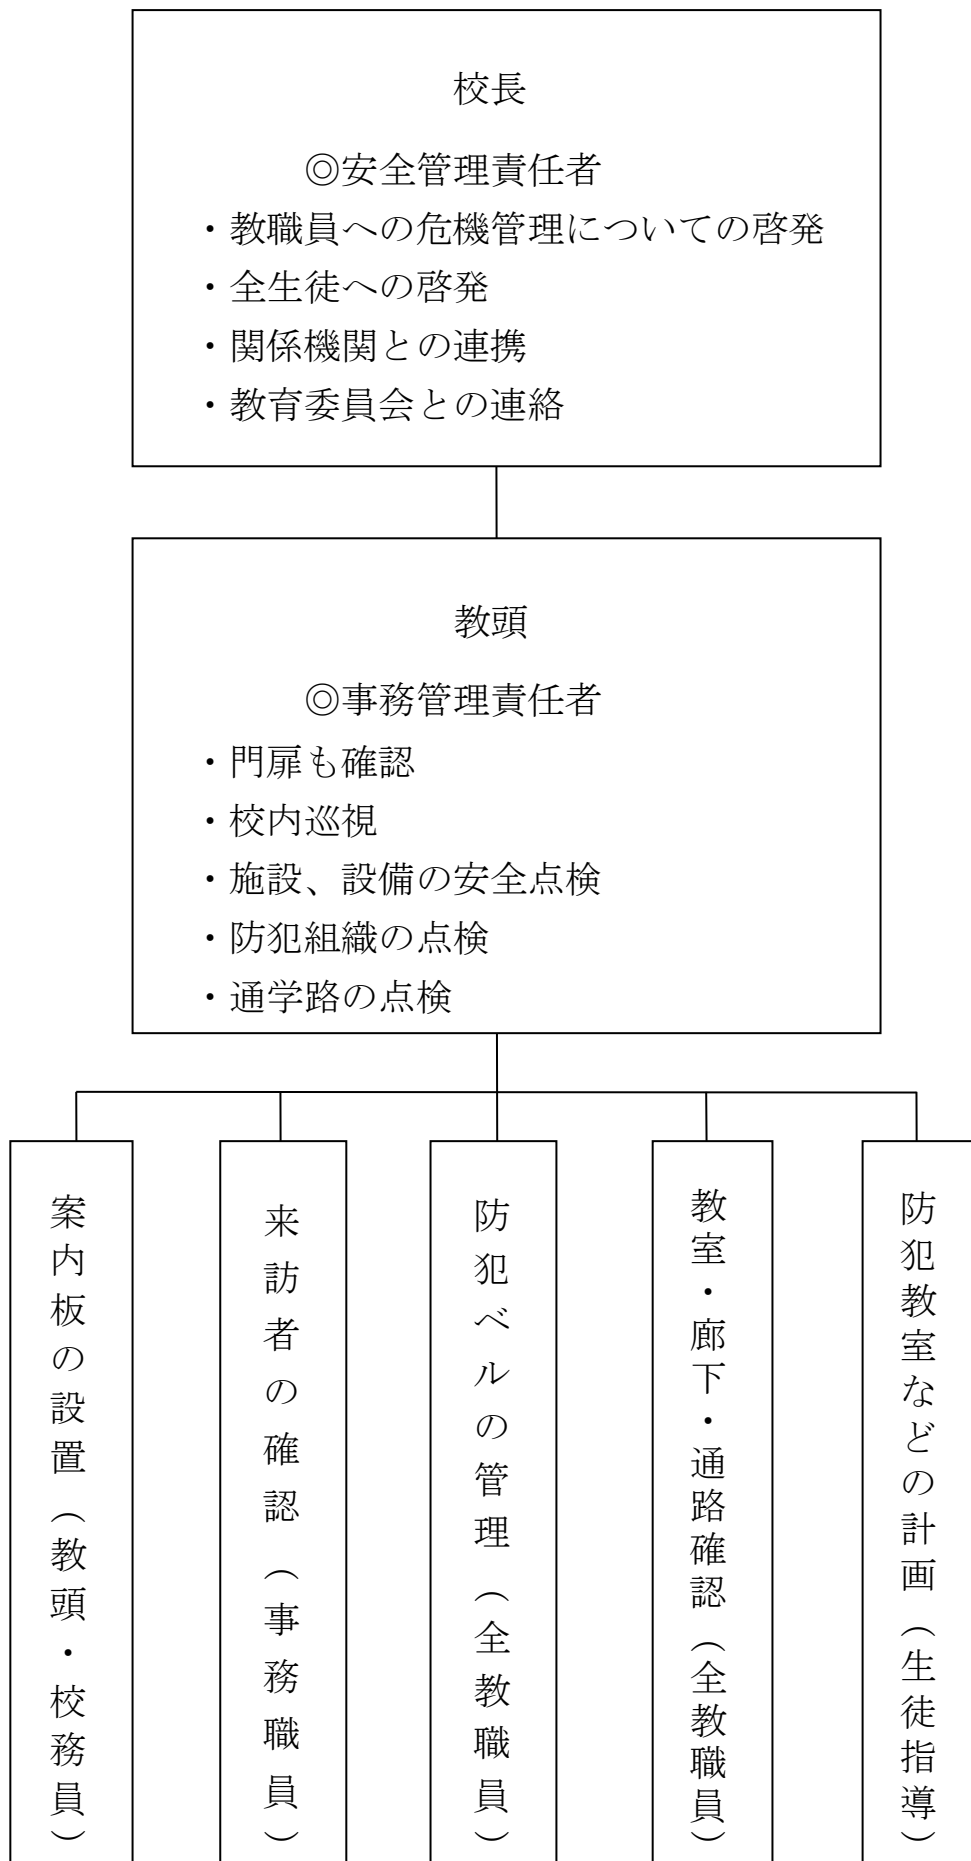 校長
◎安全管理責任者
・教職員への危機管理についての啓発
・全生徒への啓発
・関係機関との連携
・教育委員会との連絡
教頭
◎事務管理責任者
・門扉も確認
・校内巡視
・施設、設備の安全点検
・防犯組織の点検
・通学路の点検
案内板の設置（教頭・校務員）
来訪者の確認（事務職員）
防犯ベルの管理（全教職員）
教室・廊下・通路確認（全教職員）
防犯教室などの計画（生徒指導）